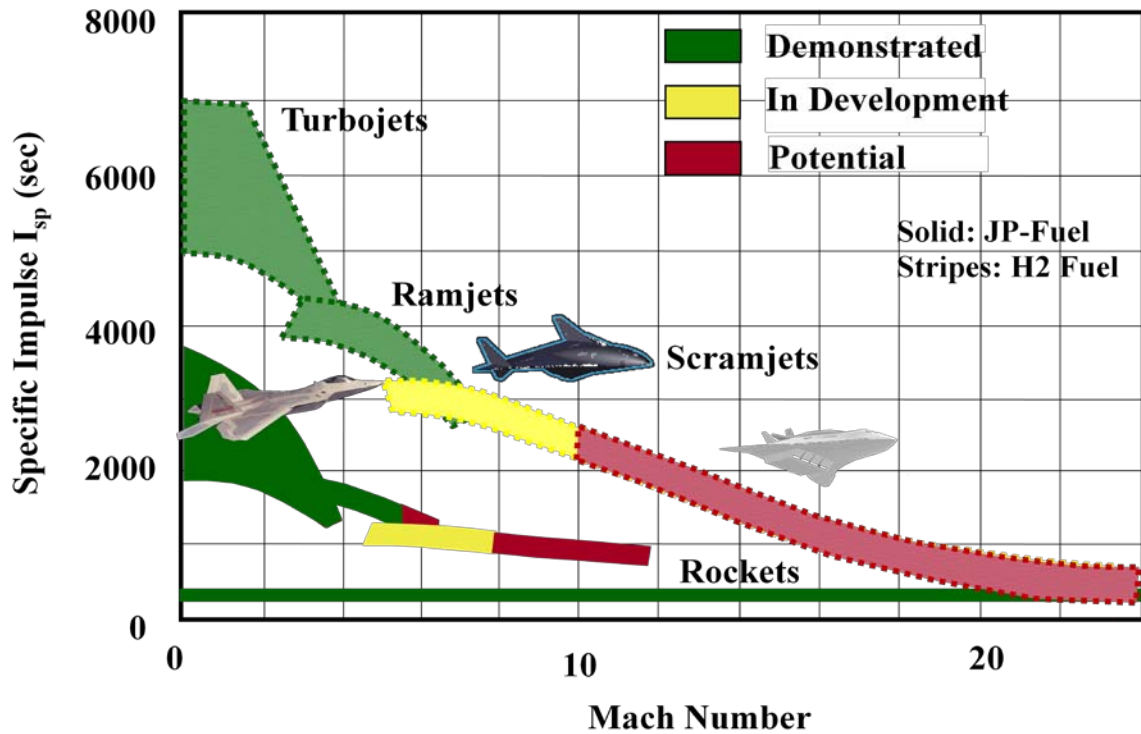 8000
6000
4000
2000
0
Specific Impulse Isp (sec)
Demonstrated
In Development
Potential
Turbojets
Solid: JP-Fuel
Stripes: H2 Fuel
Ramjets
Scramjets
Rockets
0
10
20
Mach Number